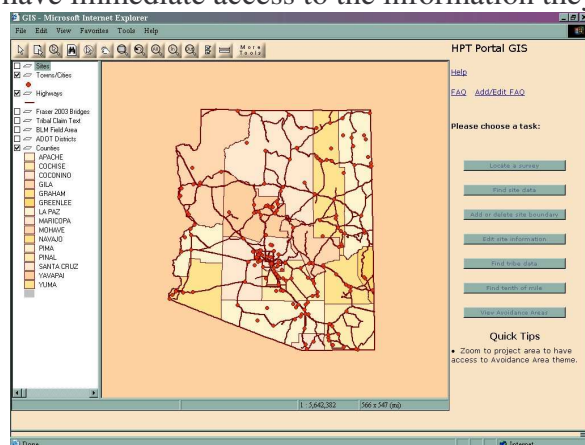 have immediate access to the information they
GIS - Microsoft Internet Explorer
File Edit View Favorites Tools Help
More
Tools
HPT Portal GIS
Help
FAQ Add/Edit FAQ
Please choose a task:
Locate a survey
Find site data
Add or delete site boundary
Edit site information
Find tribe data
Find tenth of mile
View Avoidance Areas
Quick Tips
• Zoom to project area to have
access to Avoidance Area theme.
Sites
Towns/Cities
Highways
Fraser 2003 Bridges
Tribal Claim Text
BLM Field Area
ADOT Districts
Counties
APACHE
COCHISE
COCONINO
GILA
GRAHAM
GREENLEE
LA PAZ
MARICOPA
MOHAVE
NAVAJO
PIMA
PINAL
SANTA CRUZ
YAVAPAI
YUMA
1 : 5,642,382
566 x 547 (mi)
Done
Internet